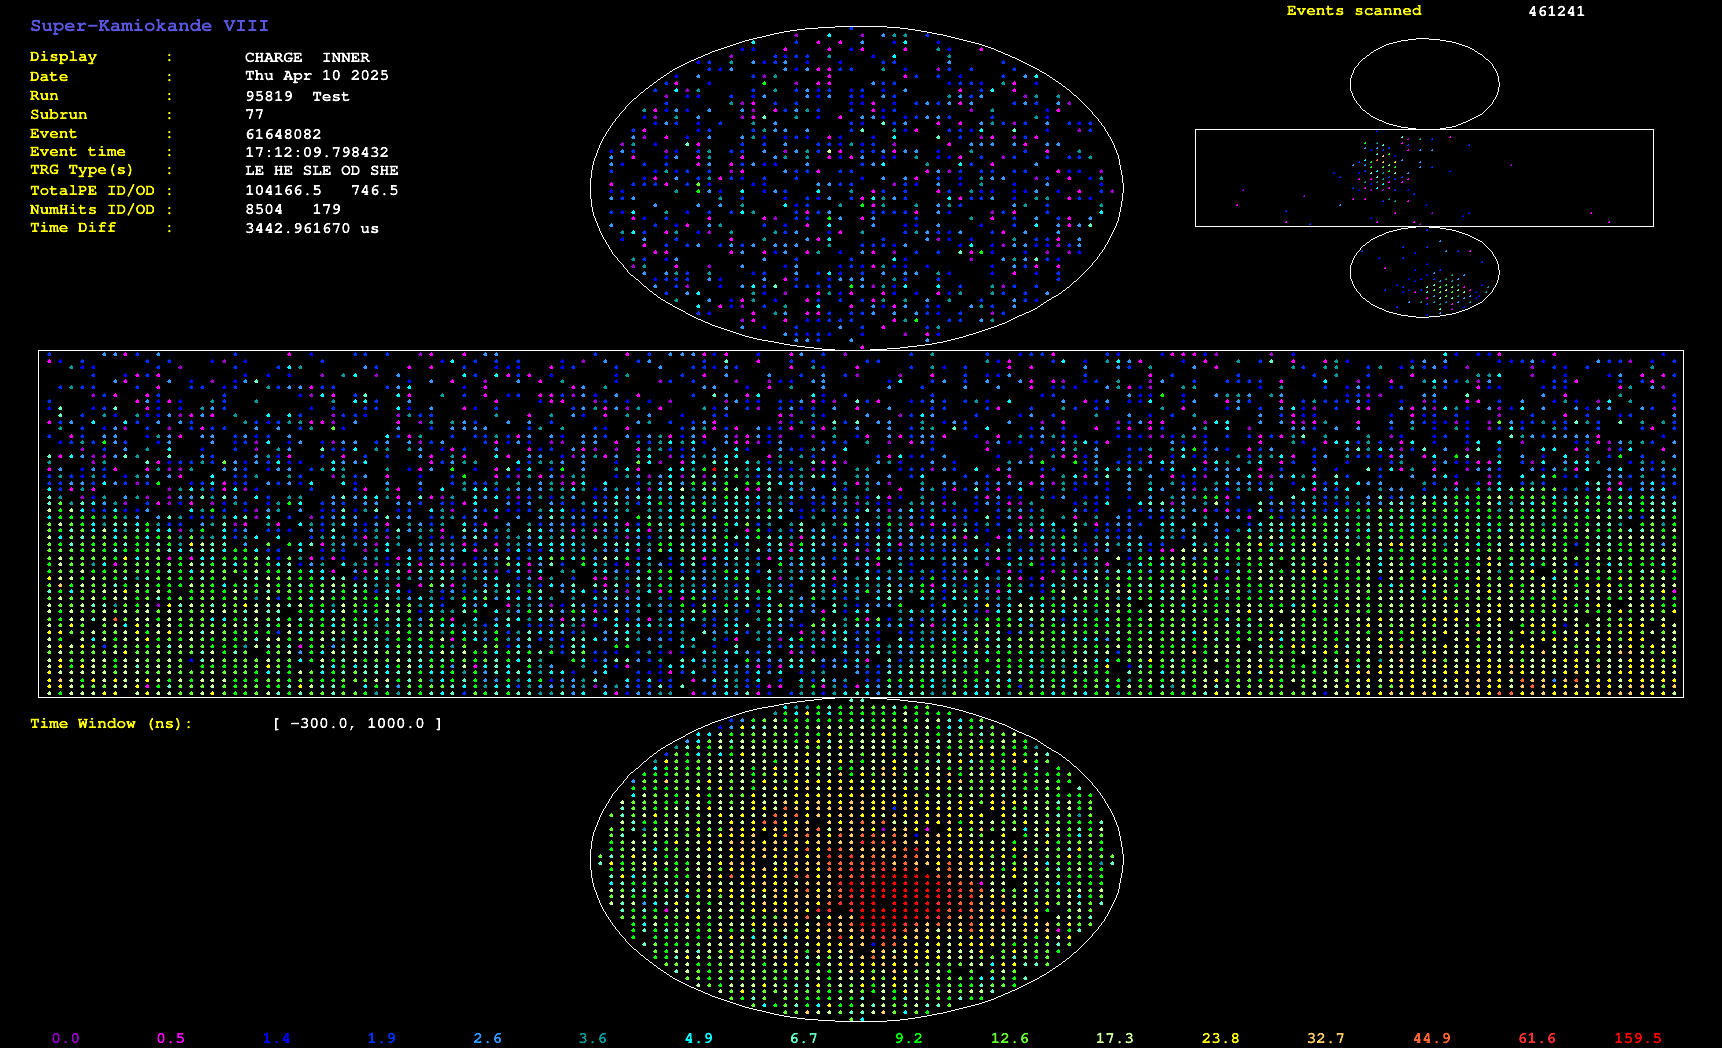 Super-Kamiokande VIII
Display : CHARGE INNER
Date : Thu Apr 10 2025
Run : 95819 Test
Subrun : 77
Event : 61648082
Event time : 17:12:09.798432
TRG Type(s) : LE HE SLE OD SHE
TotalPE ID/OD : 104166.5 746.5
NumHits ID/OD : 8504 179
Time Diff : 3442.961670 us
Events scanned 461241
Time Window (ns): [ -300.0, 1000.0 ]
0.0 0.5 1.4 1.9 2.6 3.6 4.9 6.7 9.2 12.6 17.3 23.8 32.7 44.9 61.6 159.5